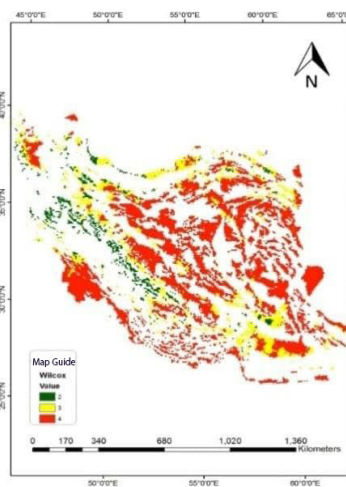 45°0'0"E 50°0'0"E 55°0'0"E 60°0'0"E 65°0'
N
40°0'0"N
35°0'0"N
30°0'0"N
25°0'0"N
Map Guide
Wilcox
Value
2
3
4
0 170 340 680 1,020 1,360
Kilometers
50°0'0"E 55°0'0"E 60°0'0"E